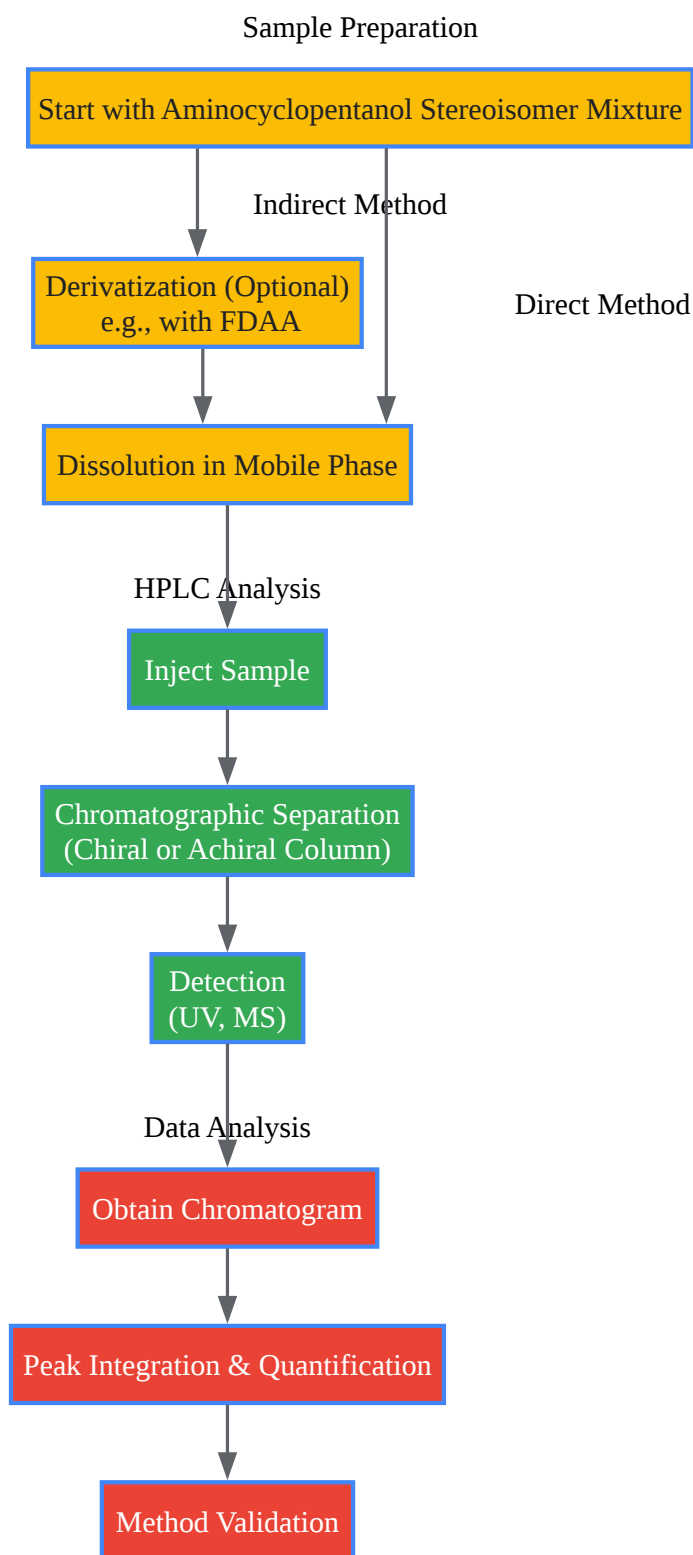 Sample Preparation
Start with Aminocyclopentanol Stereoisomer Mixture
Indirect Method
Derivatization (Optional)
e.g., with FDAA
Direct Method
Dissolution in Mobile Phase
HPLC Analysis
Inject Sample
Chromatographic Separation
(Chiral or Achiral Column)
Detection
(UV, MS)
Data Analysis
Obtain Chromatogram
Peak Integration & Quantification
Method Validation